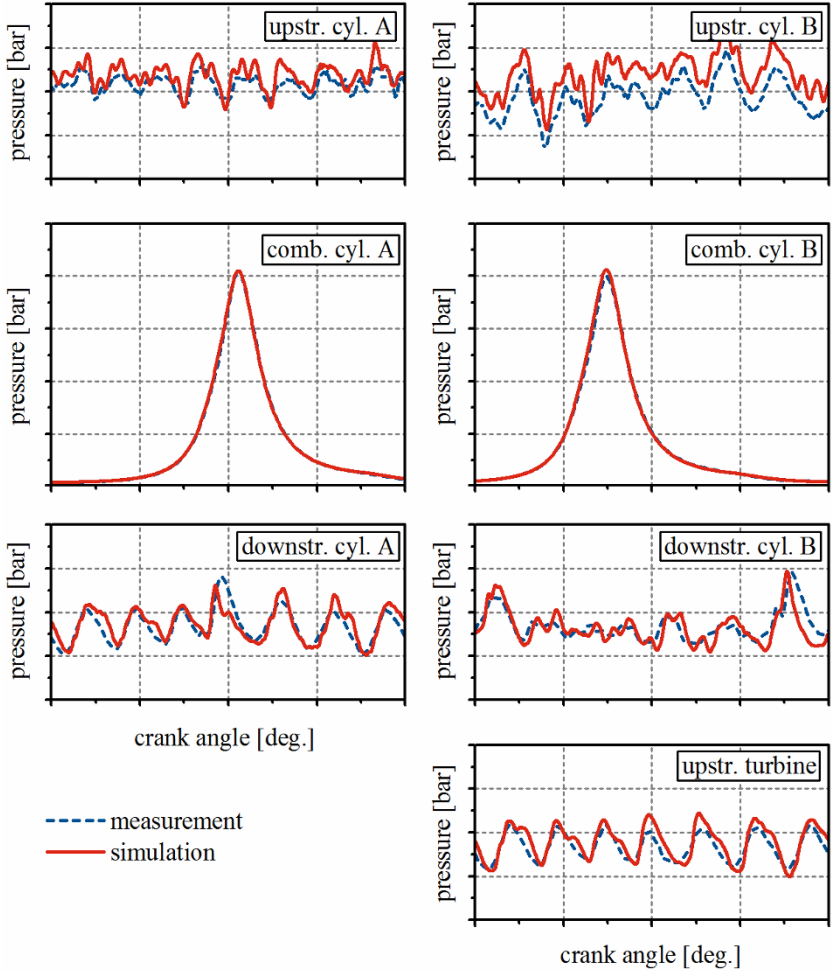 upstr. cyl. A
pressure [bar]
upstr. cyl. B
pressure [bar]
comb. cyl. A
pressure [bar]
comb. cyl. B
pressure [bar]
downstr. cyl. A
pressure [bar]
downstr. cyl. B
pressure [bar]
crank angle [deg.]
upstr. turbine
pressure [bar]
measurement
simulation
crank angle [deg.]